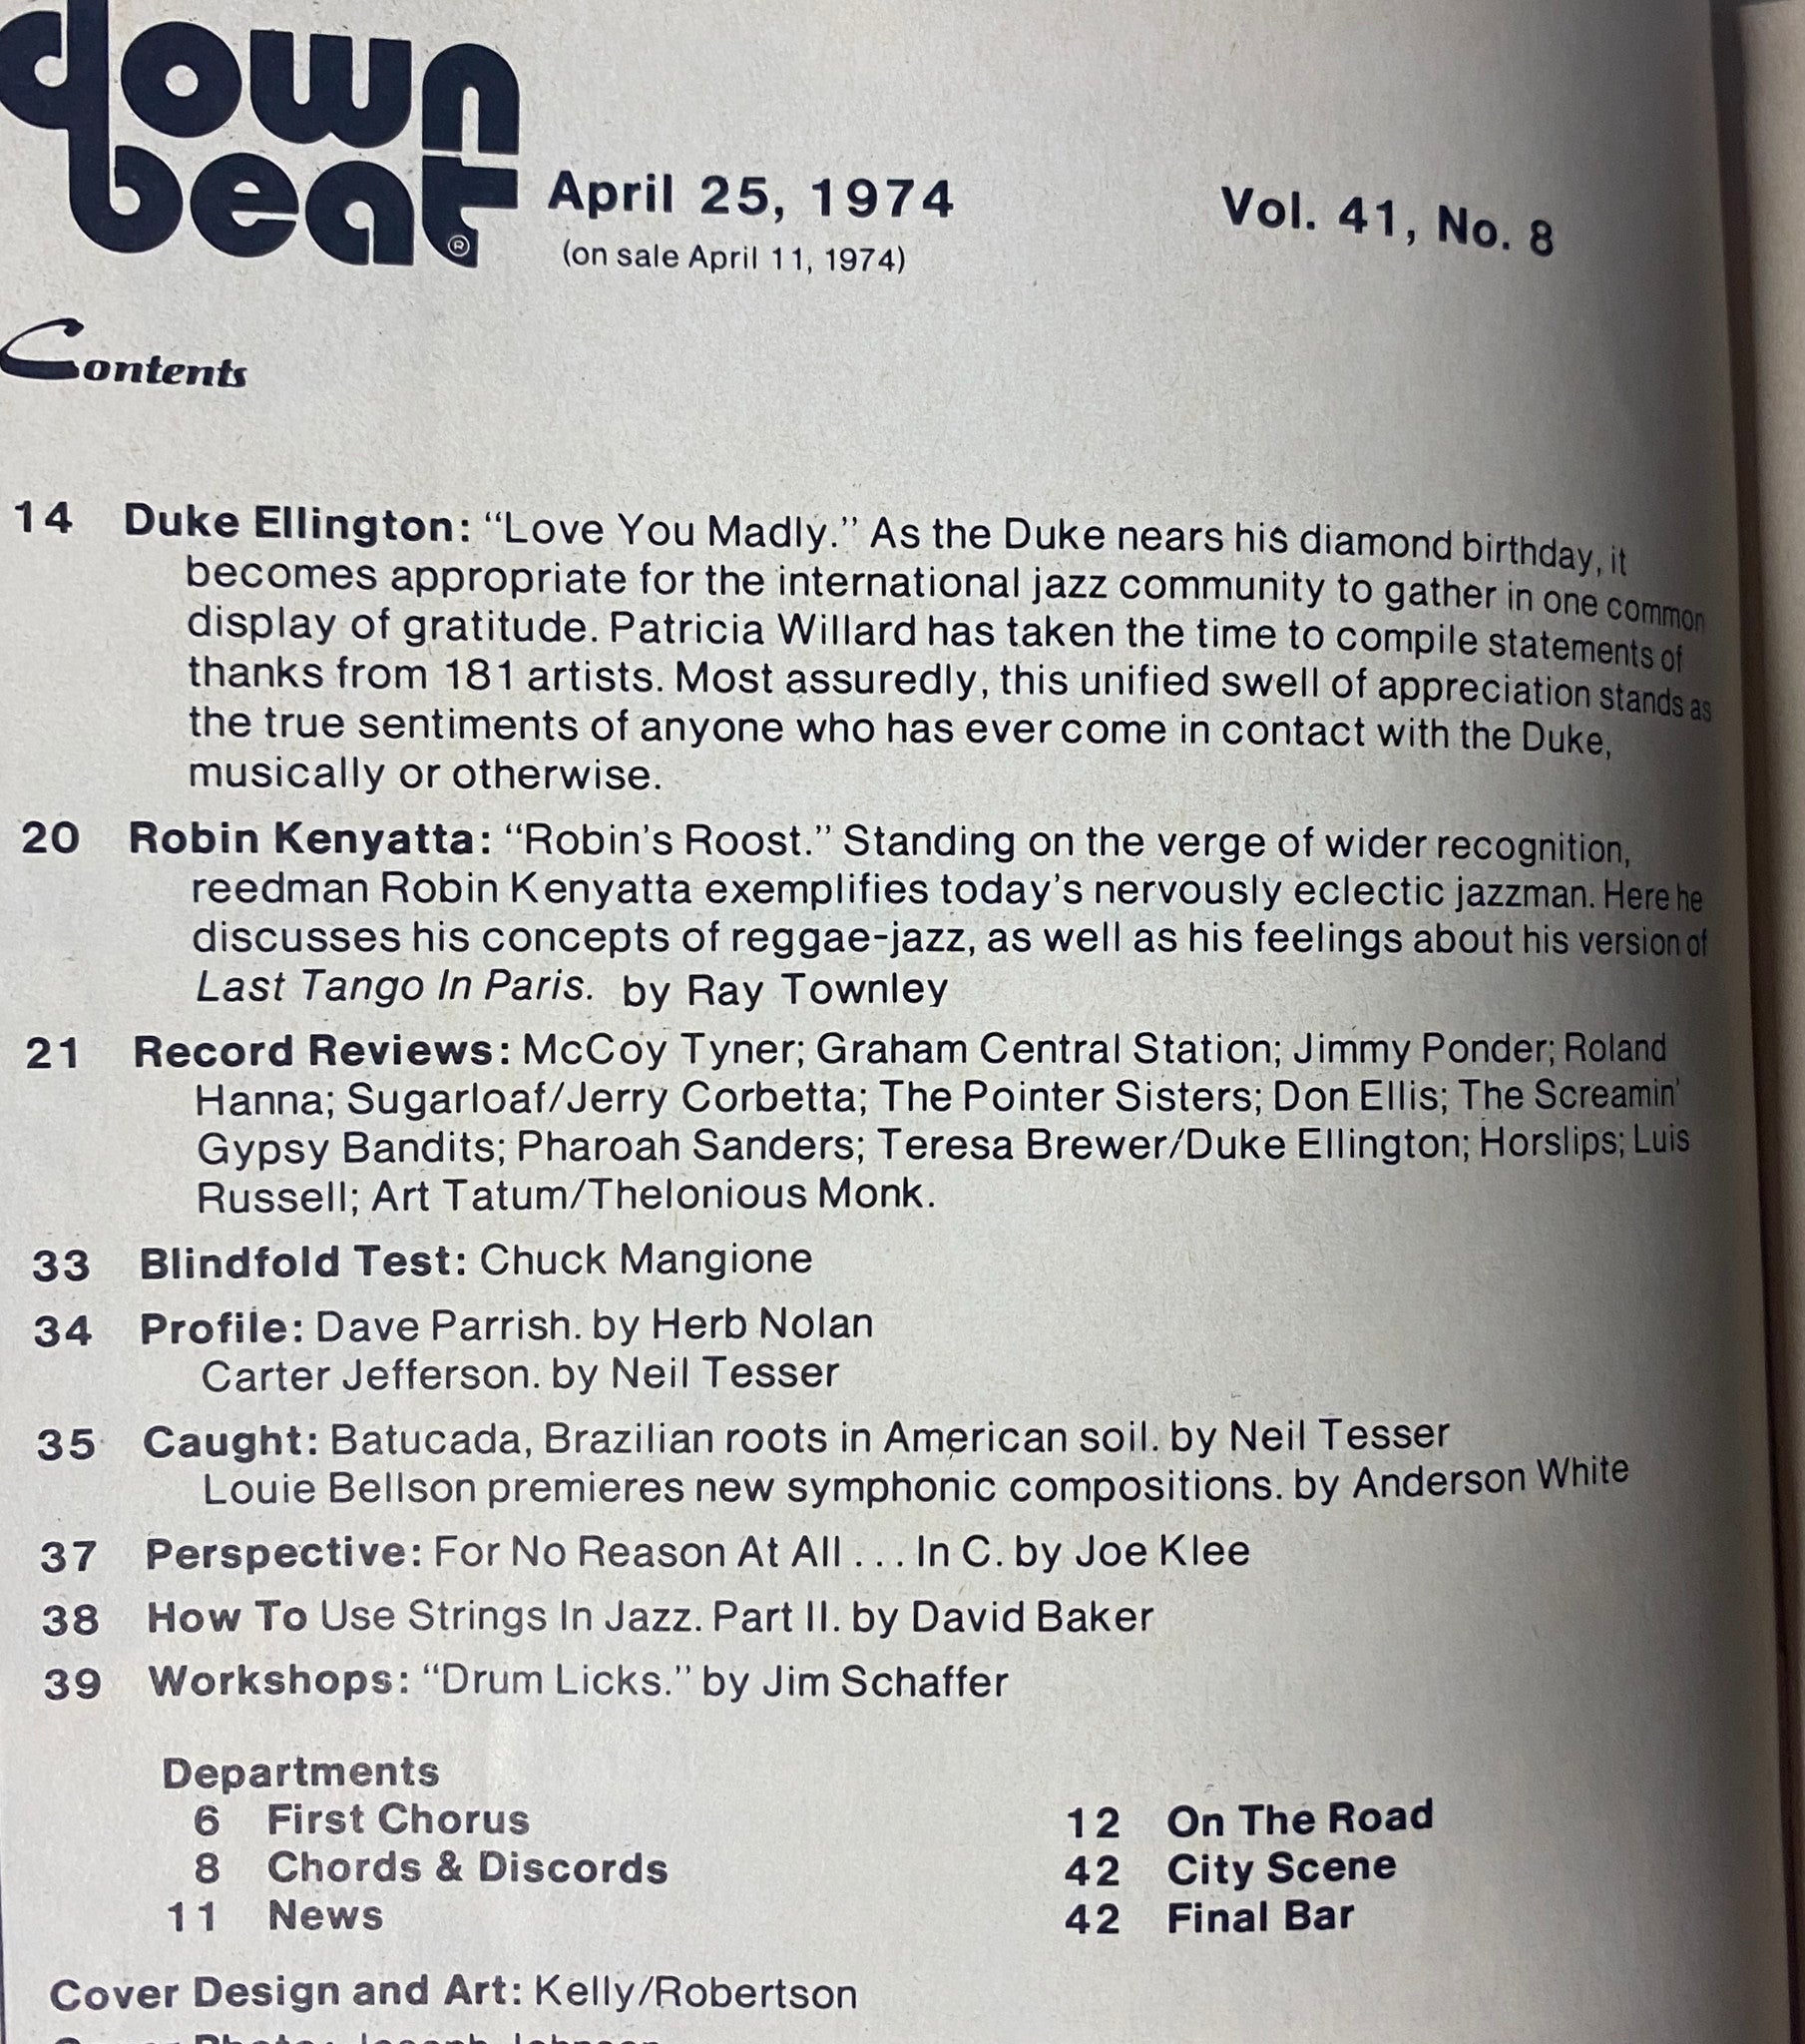 down
beat®
April 25, 1974
(on sale April 11, 1974)
Vol. 41, No. 8
Contents
14 Duke Ellington: “Love You Madly.” As the Duke nears his diamond birthday, it
becomes appropriate for the international jazz community to gather in one common
display of gratitude. Patricia Willard has taken the time to compile statements of
thanks from 181 artists. Most assuredly, this unified swell of appreciation stands as
the true sentiments of anyone who has ever come in contact with the Duke,
musically or otherwise.
20 Robin Kenyatta: “Robin’s Roost.” Standing on the verge of wider recognition,
reedman Robin Kenyatta exemplifies today’s nervously eclectic jazzman. Here he
discusses his concepts of reggae-jazz, as well as his feelings about his version of
Last Tango In Paris. by Ray Townley
21 Record Reviews: McCoy Tyner; Graham Central Station; Jimmy Ponder; Roland
Hanna; Sugarloaf/Jerry Corbetta; The Pointer Sisters; Don Ellis; The Screamin’
Gypsy Bandits; Pharoah Sanders; Teresa Brewer/Duke Ellington; Horslips; Luis
Russell; Art Tatum/Thelonious Monk.
33 Blindfold Test: Chuck Mangione
34 Profile: Dave Parrish. by Herb Nolan
Carter Jefferson. by Neil Tesser
35 Caught: Batucada, Brazilian roots in American soil. by Neil Tesser
Louie Bellson premieres new symphonic compositions. by Anderson White
37 Perspective: For No Reason At All . . . In C. by Joe Klee
38 How To Use Strings In Jazz. Part II. by David Baker
39 Workshops: “Drum Licks.” by Jim Schaffer
Departments
6 First Chorus
8 Chords & Discords
11 News
12 On The Road
42 City Scene
42 Final Bar
Cover Design and Art: Kelly/Robertson
Cover Photo: Joseph Johnson